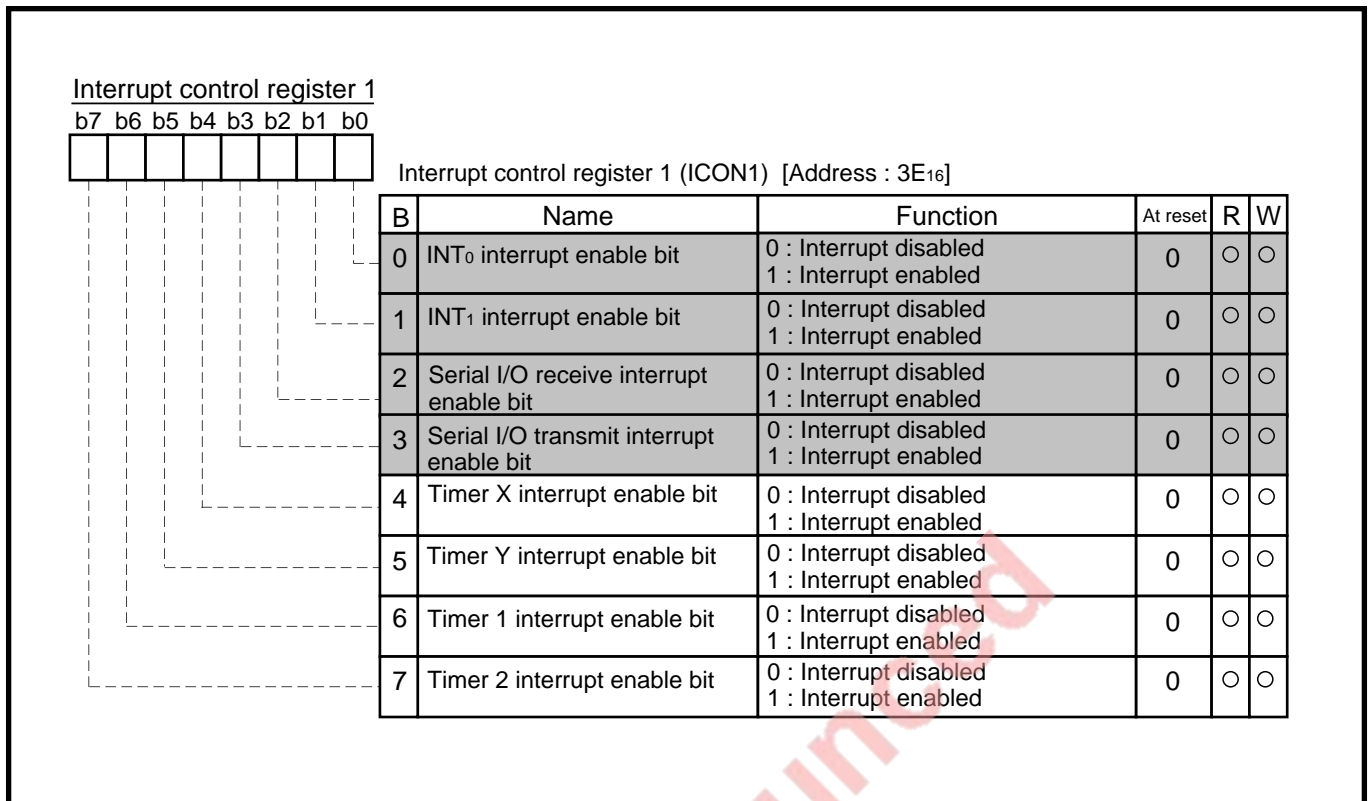 Interrupt control register 1
b7 b6 b5 b4 b3 b2 b1 b0
Interrupt control register 1 (ICON1) [Address : 3E16]
B Name Function At reset R W
0 INT0 interrupt enable bit 0 : Interrupt disabled 0 ○ ○
1 : Interrupt enabled
1 INT1 interrupt enable bit 0 : Interrupt disabled 0 ○ ○
1 : Interrupt enabled
2 Serial I/O receive interrupt 0 : Interrupt disabled 0 ○ ○
enable bit 1 : Interrupt enabled
3 Serial I/O transmit interrupt 0 : Interrupt disabled 0 ○ ○
enable bit 1 : Interrupt enabled
4 Timer X interrupt enable bit 0 : Interrupt disabled 0 ○ ○
1 : Interrupt enabled
5 Timer Y interrupt enable bit 0 : Interrupt disabled 0 ○ ○
1 : Interrupt enabled
6 Timer 1 interrupt enable bit 0 : Interrupt disabled 0 ○ ○
1 : Interrupt enabled
7 Timer 2 interrupt enable bit 0 : Interrupt disabled 0 ○ ○
1 : Interrupt enabled